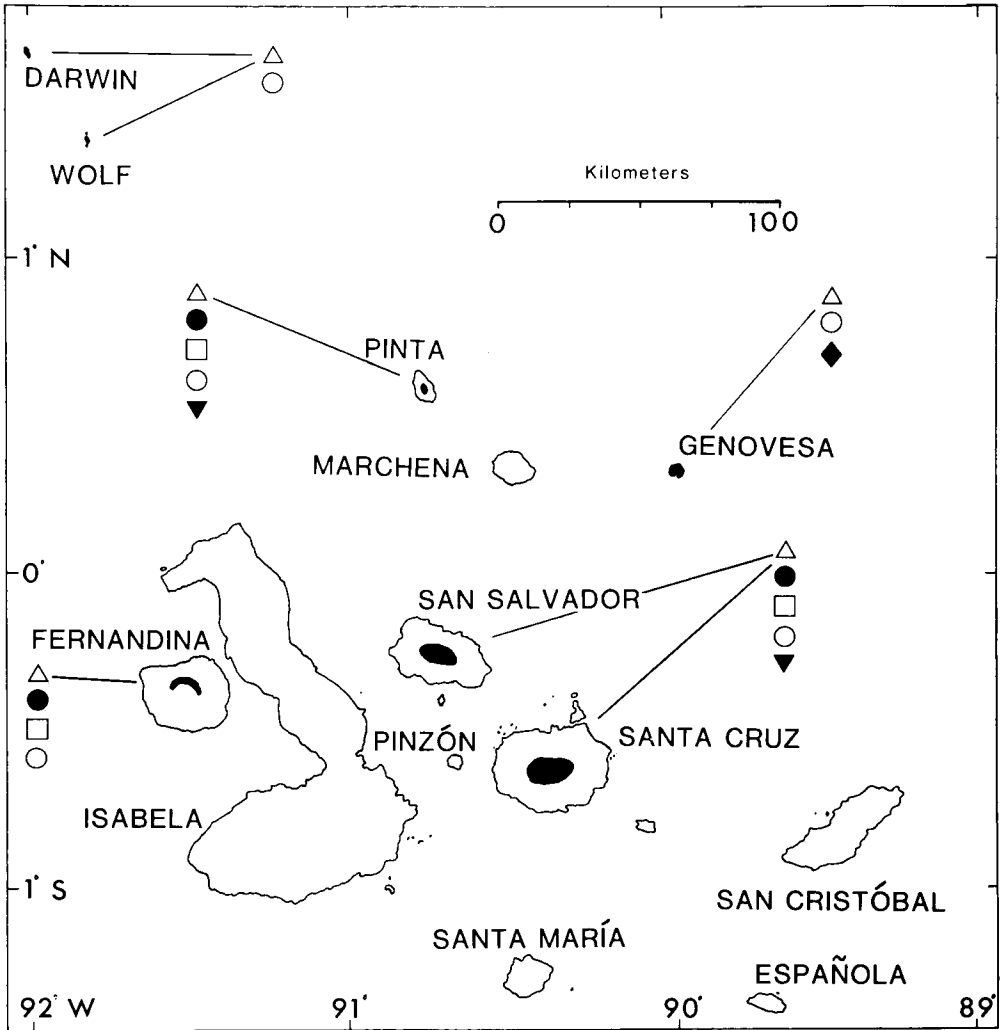 DARWIN
WOLF
Kilometers
0 100
1° N
PINTA
MARCHENA
GENOVESA
0°
SAN SALVADOR
FERNANDINA
PINZÓN
SANTA CRUZ
ISABELA
1° S
SAN CRISTÓBAL
SANTA MARÍA
ESPAÑOLA
92° W 91° 90° 89°